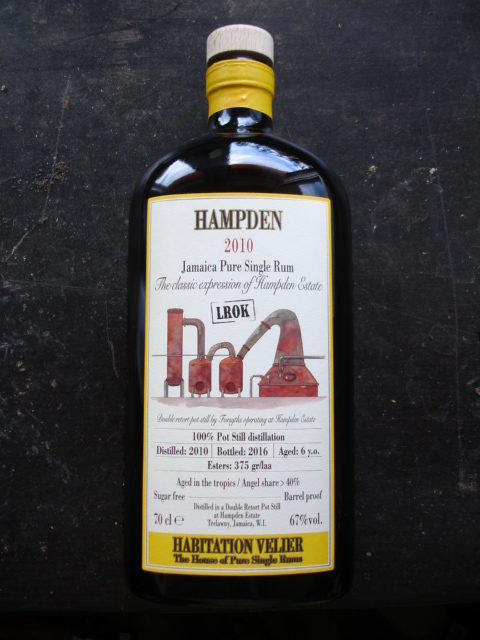 HAMPDEN
2010
Jamaica Pure Single Rum
The classic expression of Hampden Estate
LROK
Double retort pot still by Forsyths operating at Hampden Estate
100% Pot Still distillation
Distilled: 2010 Bottled: 2016 Aged: 6 y.o.
Esters: 375 gr/laa
Aged in the tropics / Angel share > 40%
Sugar free Barrel proof
Distilled in a Double Retort Pot Still
at Hampden Estate
Trelawny, Jamaica, W.I.
70 cl ℮ 67%vol.
HABITATION VELIER
The House of Pure Single Rums